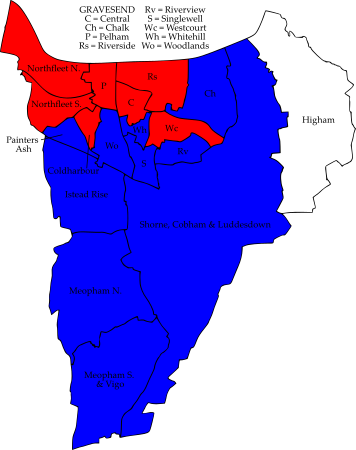 GRAVESEND Rv = Riverview
C = Central S = Singlewell
Ch = Chalk Wc = Westcourt
P = Pelham Wh = Whitehill
Rs = Riverside Wo = Woodlands
Northfleet N.
P
Rs
Ch
Northfleet S.
C
Higham
Wc
Wh
Painters
Ash
Wo
Rv
S
Coldharbour
Istead Rise
Shorne, Cobham & Luddesdown
Meopham N.
Meopham S.
& Vigo